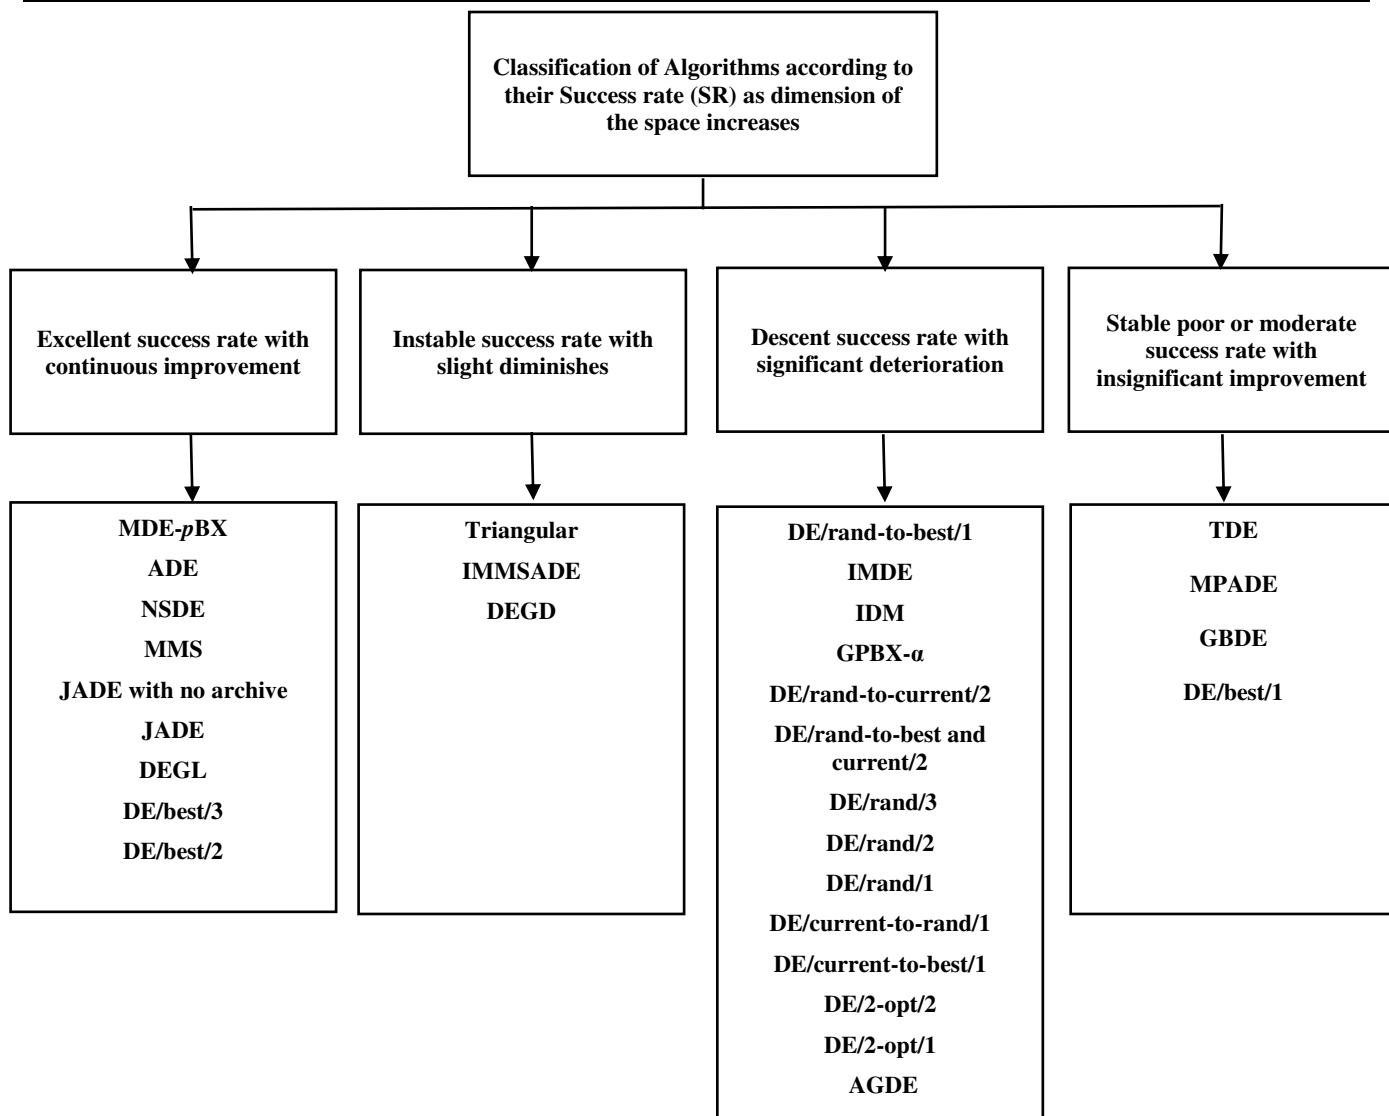 Classification of Algorithms according to
their Success rate (SR) as dimension of
the space increases
Excellent success rate with
continuous improvement
Instable success rate with
slight diminishes
Descent success rate with
significant deterioration
Stable poor or moderate
success rate with
insignificant improvement
MDE-pBX
ADE
NSDE
MMS
JADE with no archive
JADE
DEGL
DE/best/3
DE/best/2
Triangular
IMMSADE
DEGD
DE/rand-to-best/1
IMDE
IDM
GPBX-α
DE/rand-to-current/2
DE/rand-to-best and
current/2
DE/rand/3
DE/rand/2
DE/rand/1
DE/current-to-rand/1
DE/current-to-best/1
DE/2-opt/2
DE/2-opt/1
AGDE
TDE
MPADE
GBDE
DE/best/1